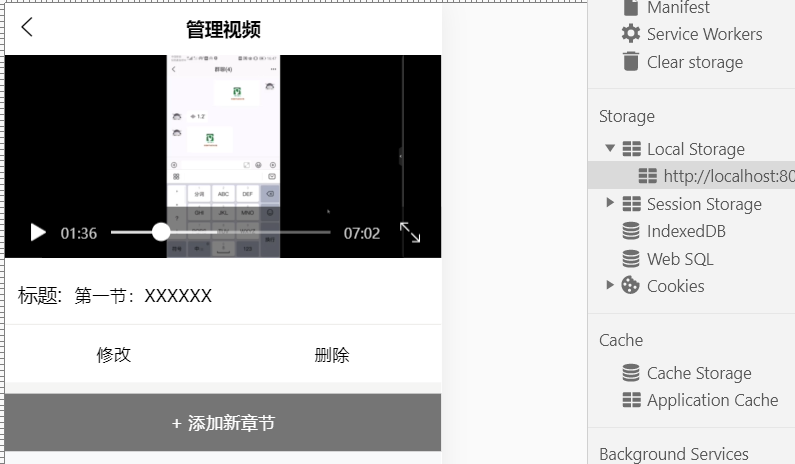 管理视频
群聊(4)
1.2
分词 ABC DEF
GHI JKL MNO
01:36 07:02
标题: 第一节：XXXXXX
修改 删除
+ 添加新章节
Manifest
Service Workers
Clear storage
Storage
Local Storage
http://localhost:80
Session Storage
IndexedDB
Web SQL
Cookies
Cache
Cache Storage
Application Cache
Background Services